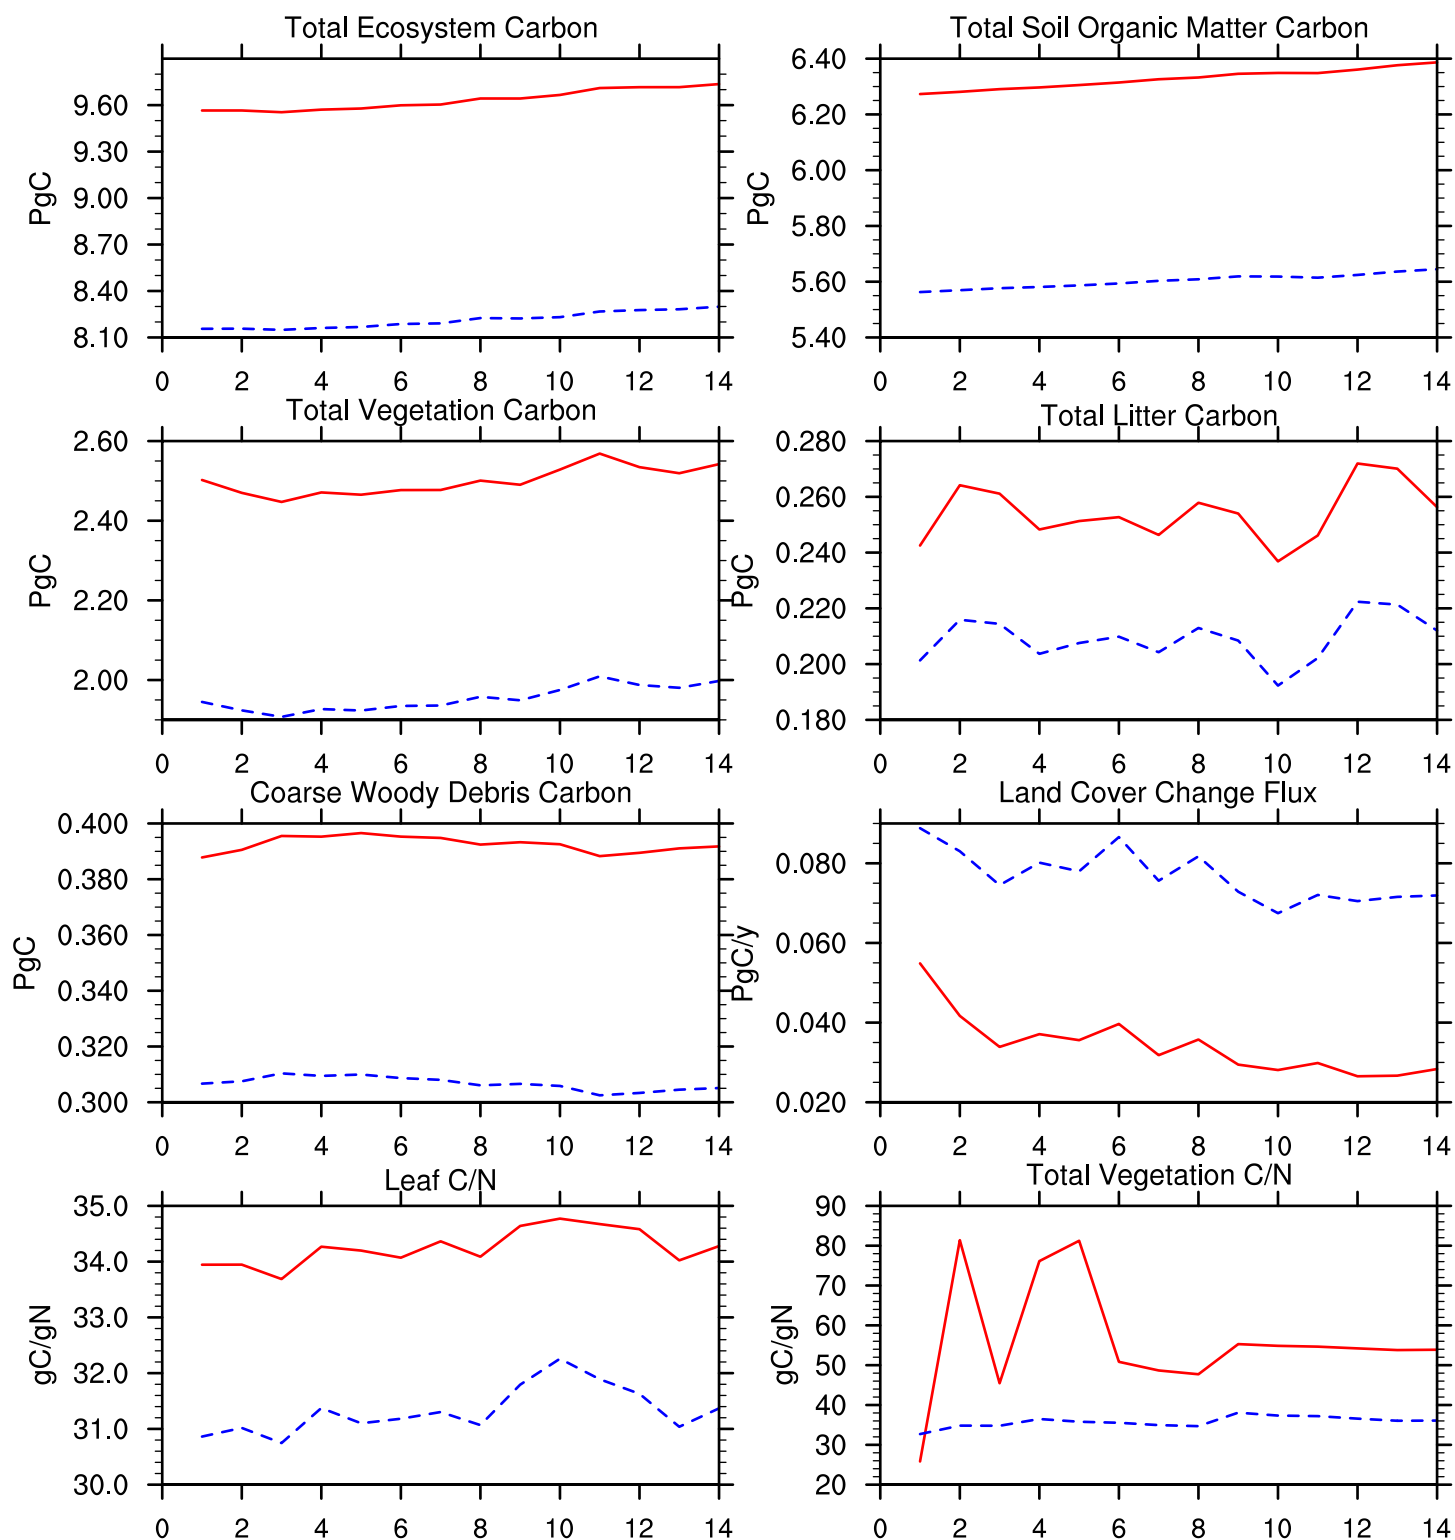 Total Ecosystem Carbon
PgC
9.60
9.30
9.00
8.70
8.40
8.10
0 2 4 6 8 10 12 14
Total Soil Organic Matter Carbon
PgC
6.40
6.20
6.00
5.80
5.60
5.40
0 2 4 6 8 10 12 14
Total Vegetation Carbon
PgC
2.60
2.40
2.20
2.00
0 2 4 6 8 10 12 14
Total Litter Carbon
PgC
0.280
0.260
0.240
0.220
0.200
0.180
0 2 4 6 8 10 12 14
Coarse Woody Debris Carbon
PgC
0.400
0.380
0.360
0.340
0.320
0.300
0 2 4 6 8 10 12 14
Land Cover Change Flux
PgC/y
0.080
0.060
0.040
0.020
0 2 4 6 8 10 12 14
Leaf C/N
gC/gN
35.0
34.0
33.0
32.0
31.0
30.0
0 2 4 6 8 10 12 14
Total Vegetation C/N
gC/gN
90
80
70
60
50
40
30
20
0 2 4 6 8 10 12 14